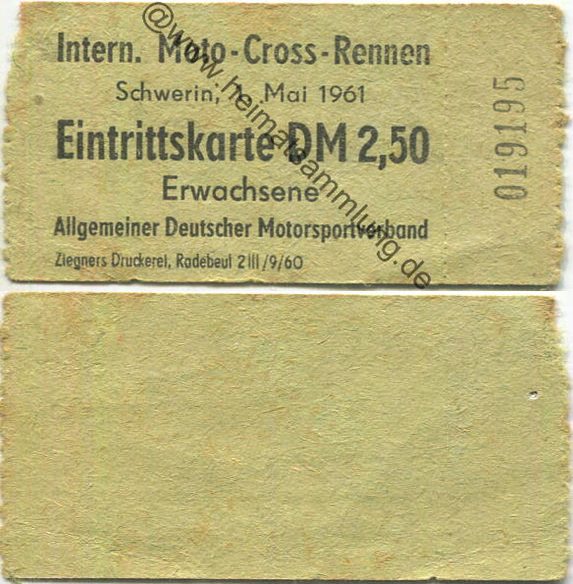 Intern. Moto-Cross-Rennen
Schwerin, 1. Mai 1961
Eintrittskarte DM 2,50
Erwachsene
Allgemeiner Deutscher Motorsportverband
Ziegners Druckerei, Radebeul 2 III/9/60
019195
@www.heimatsammlung.de